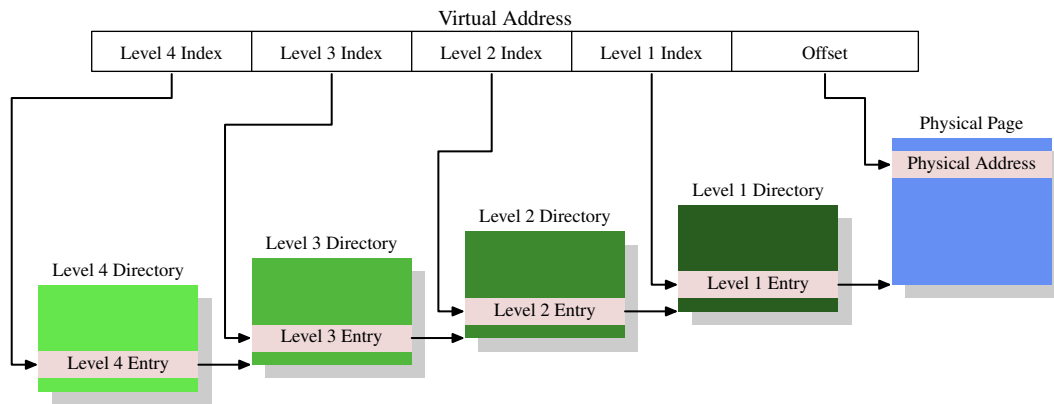 Virtual Address
Level 4 Index
Level 3 Index
Level 2 Index
Level 1 Index
Offset
Physical Page
Physical Address
Level 1 Directory
Level 2 Directory
Level 3 Directory
Level 4 Directory
Level 1 Entry
Level 2 Entry
Level 3 Entry
Level 4 Entry